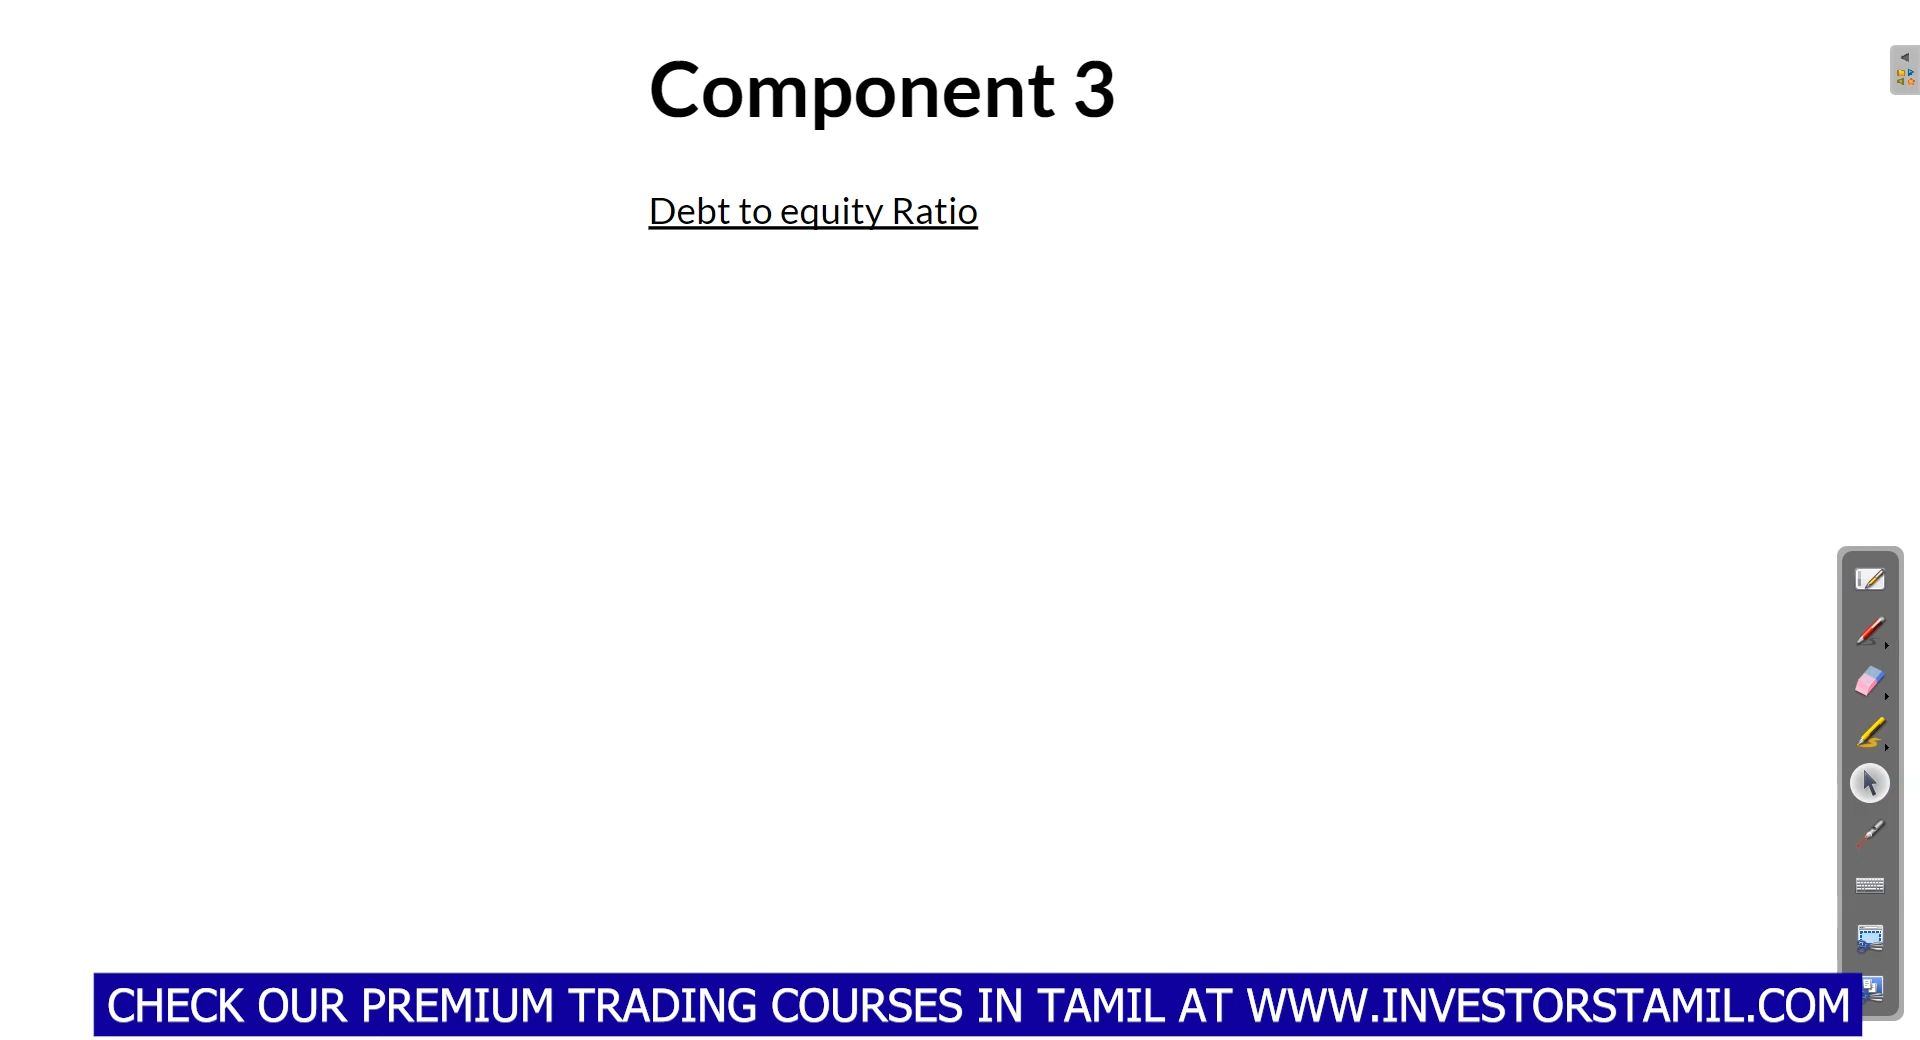 Component 3
Debt to equity Ratio
CHECK OUR PREMIUM TRADING COURSES IN TAMIL AT WWW.INVESTORSTAMIL.COM